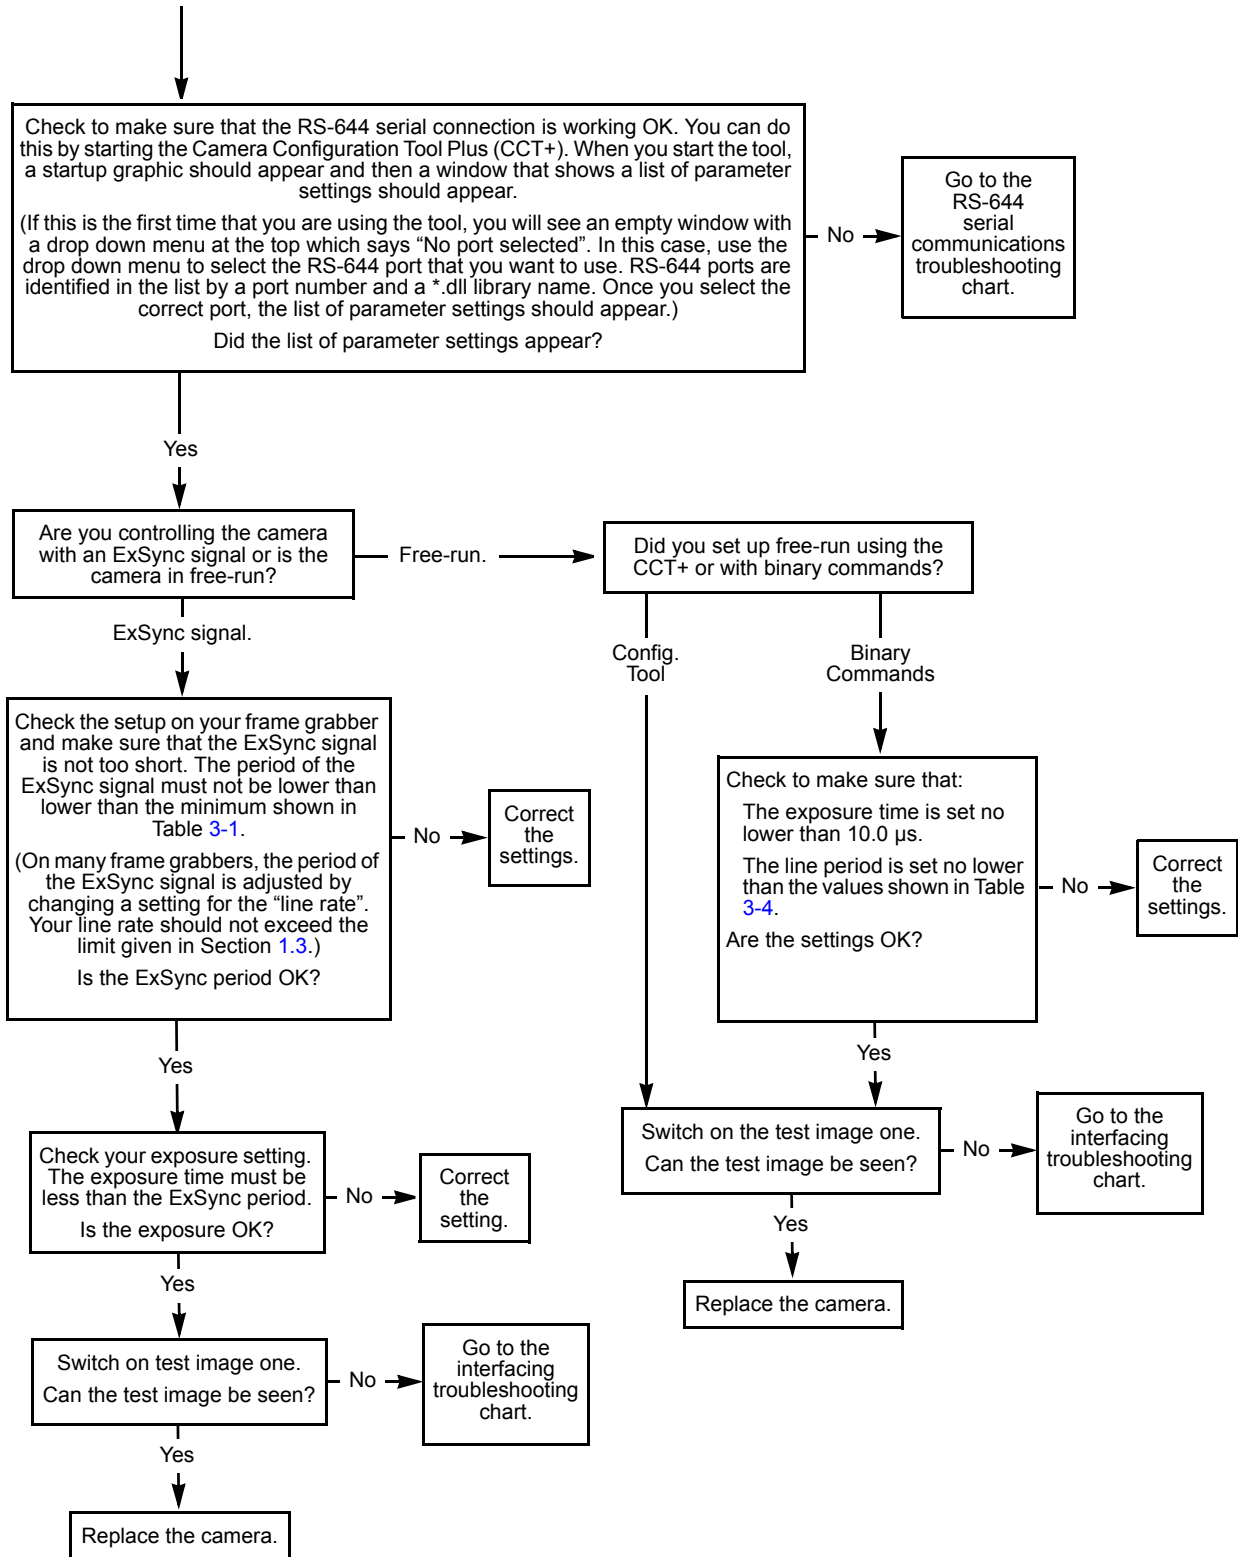 Check to make sure that the RS-644 serial connection is working OK. You can do
this by starting the Camera Configuration Tool Plus (CCT+). When you start the tool,
a startup graphic should appear and then a window that shows a list of parameter
settings should appear.
(If this is the first time that you are using the tool, you will see an empty window with
a drop down menu at the top which says “No port selected”. In this case, use the
drop down menu to select the RS-644 port that you want to use. RS-644 ports are
identified in the list by a port number and a *.dll library name. Once you select the
correct port, the list of parameter settings should appear.)
Did the list of parameter settings appear?
No
Go to the
RS-644
serial
communications
troubleshooting
chart.
Yes
Are you controlling the camera
with an ExSync signal or is the
camera in free-run?
Free-run.
Did you set up free-run using the
CCT+ or with binary commands?
ExSync signal.
Config.
Tool
Binary
Commands
Check the setup on your frame grabber
and make sure that the ExSync signal
is not too short. The period of the
ExSync signal must not be lower than
lower than the minimum shown in
Table 3-1.
(On many frame grabbers, the period of
the ExSync signal is adjusted by
changing a setting for the “line rate”.
Your line rate should not exceed the
limit given in Section 1.3.)
Is the ExSync period OK?
No
Correct
the
settings.
Check to make sure that:
The exposure time is set no
lower than 10.0 µs.
The line period is set no lower
than the values shown in Table
3-4.
Are the settings OK?
No
Correct
the
settings.
Yes
Yes
Check your exposure setting.
The exposure time must be
less than the ExSync period.
Is the exposure OK?
No
Correct
the
setting.
Switch on the test image one.
Can the test image be seen?
No
Go to the
interfacing
troubleshooting
chart.
Yes
Yes
Replace the camera.
Switch on test image one.
Can the test image be seen?
No
Go to the
interfacing
troubleshooting
chart.
Yes
Replace the camera.